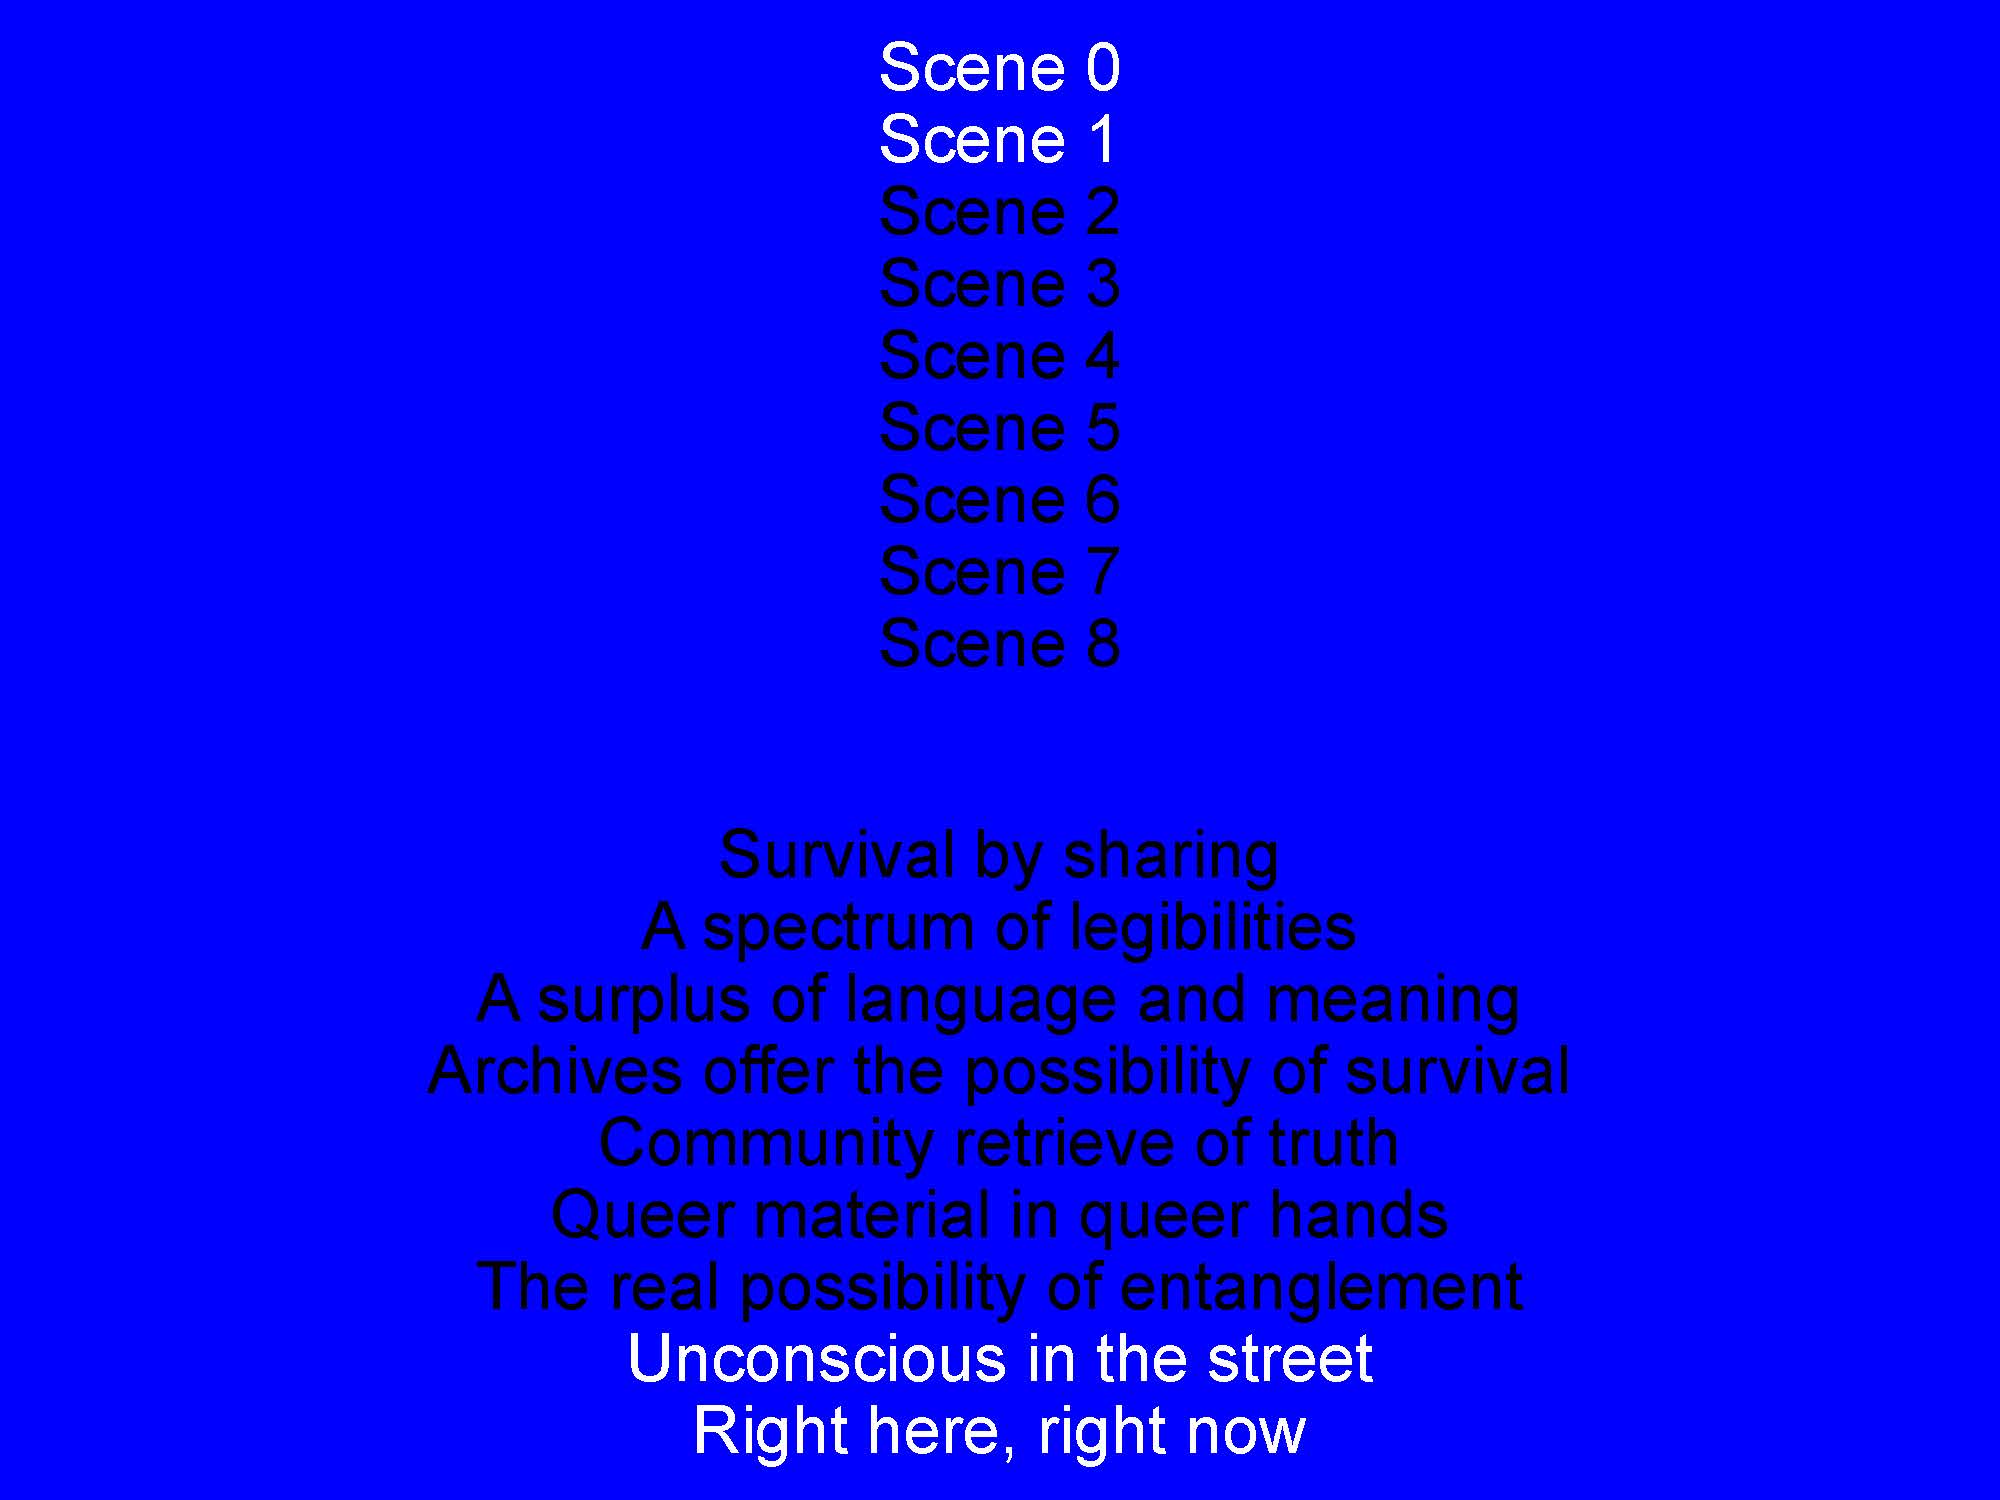 Scene 0
Scene 1
Scene 2
Scene 3
Scene 4
Scene 5
Scene 6
Scene 7
Scene 8
Survival by sharing
A spectrum of legibilities
A surplus of language and meaning
Archives offer the possibility of survival
Community retrieve of truth
Queer material in queer hands
The real possibility of entanglement
Unconscious in the street
Right here, right now